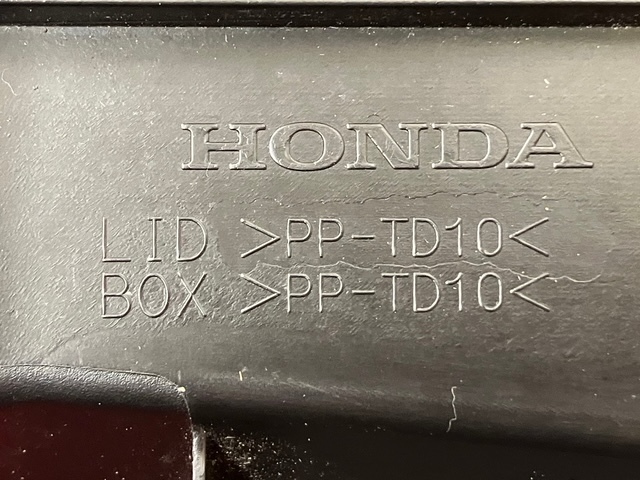 HONDA
LID >PP-TD10<
BOX >PP-TD10<